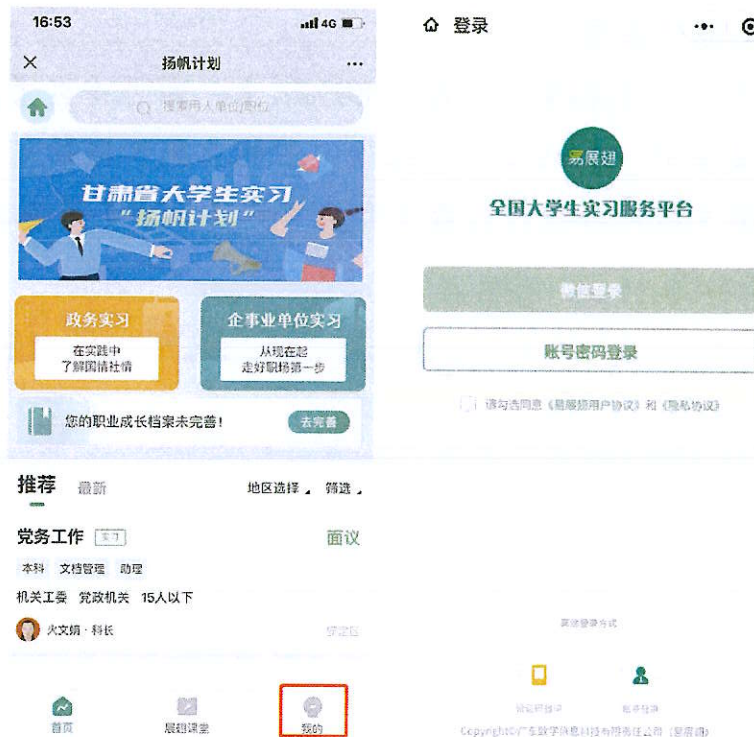 16:53
4G
扬帆计划
搜索用人单位/职位
甘肃省大学生实习
“扬帆计划”
政务实习
在实践中
了解国情社情
企事业单位实习
从现在起
走好职场第一步
您的职业成长档案未完善!
去完善
推荐 最新
地区选择 筛选
党务工作 实习
面议
本科 文档管理 助理
机关工委 党政机关 15人以下
火文娟·科长
首页
展翅课堂
我的
登录
易展翅
全国大学生实习服务平台
微信登录
账号密码登录
请勾选同意《易展翅用户协议》和《隐私协议》
其他登录方式